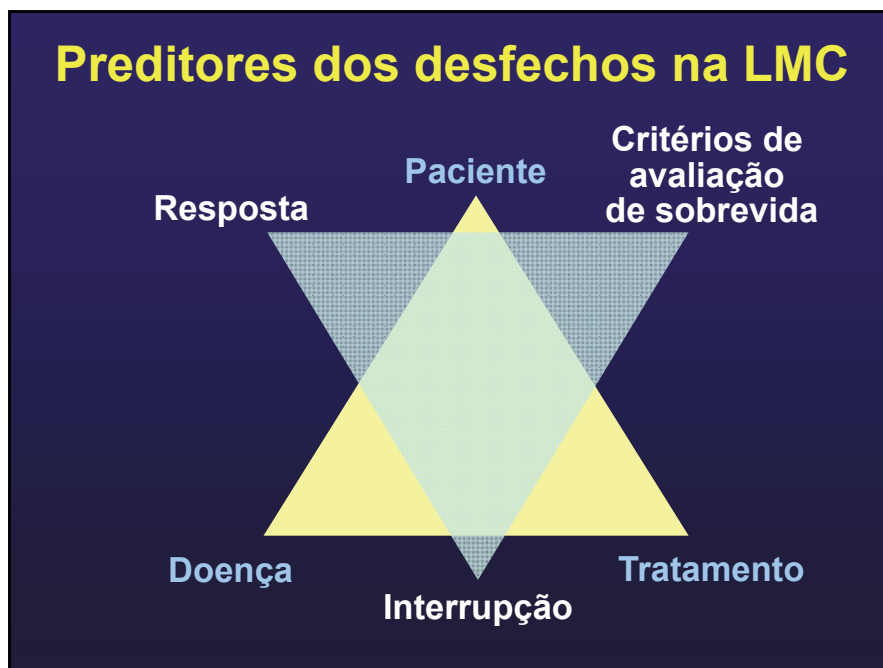 Preditores dos desfechos na LMC
Paciente
Critérios de
avaliação
de sobrevida
Resposta
Doença
Tratamento
Interrupção